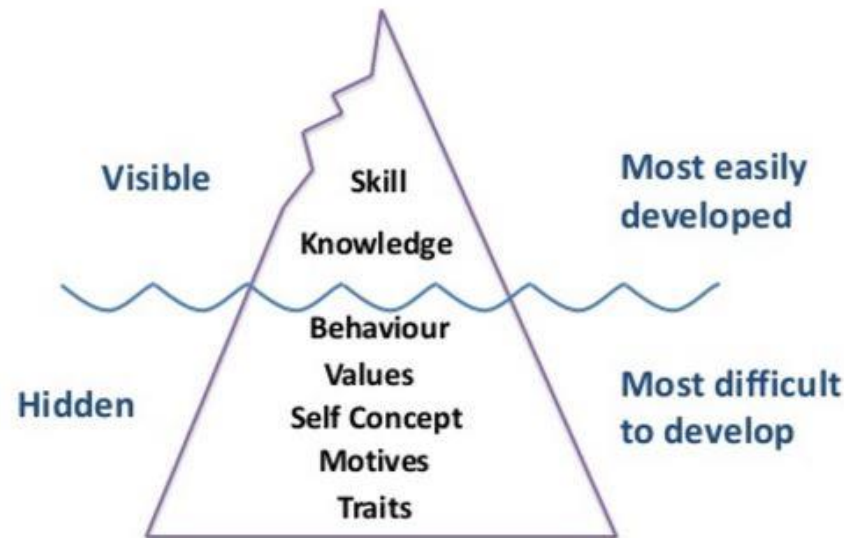 Visible
Skill
Knowledge
Most easily
developed
Hidden
Behaviour
Values
Self Concept
Motives
Traits
Most difficult
to develop